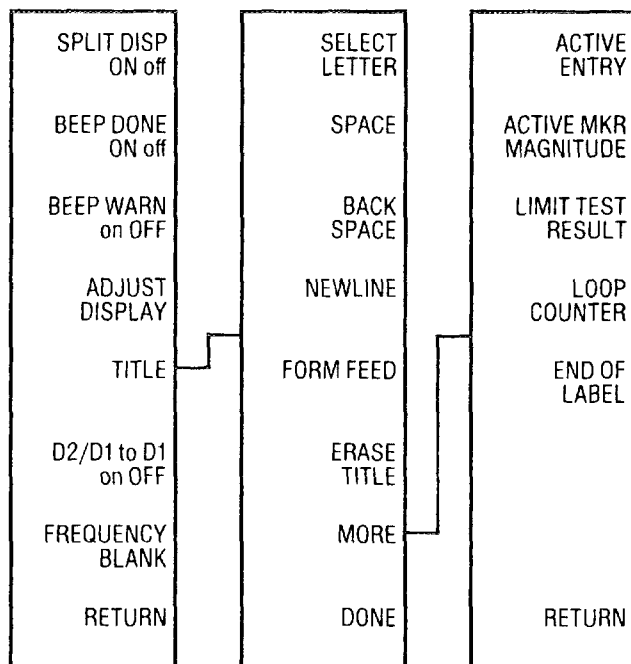 SPLIT DISP
ON off
BEEP DONE
ON off
BEEP WARN
on OFF
ADJUST
DISPLAY
TITLE
D2/D1 to D1
on OFF
FREQUENCY
BLANK
RETURN
SELECT
LETTER
SPACE
BACK
SPACE
NEWLINE
FORM FEED
ERASE
TITLE
MORE
DONE
ACTIVE
ENTRY
ACTIVE MKR
MAGNITUDE
LIMIT TEST
RESULT
LOOP
COUNTER
END OF
LABEL
RETURN